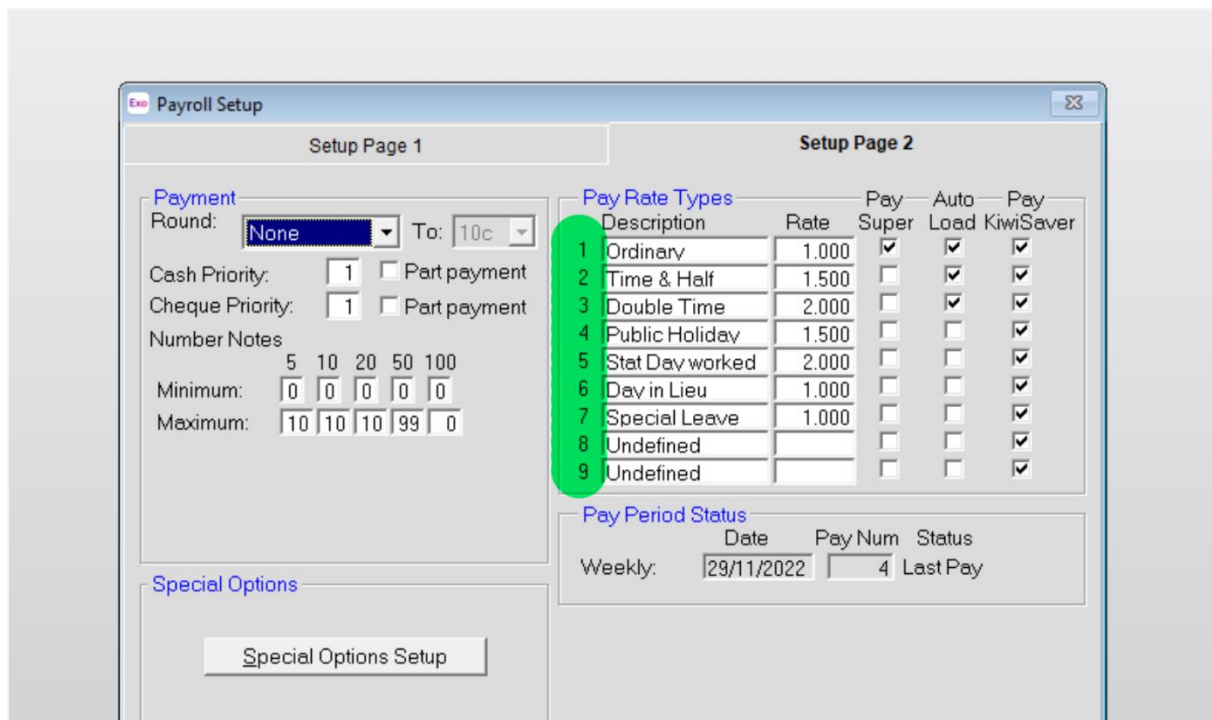 Exo Payroll Setup
Setup Page 1
Setup Page 2
Payment
Round: None To: 10c
Cash Priority: 1 Part payment
Cheque Priority: 1 Part payment
Number Notes
5 10 20 50 100
Minimum: 0 0 0 0 0
Maximum: 10 10 10 99 0
Special Options
Special Options Setup
Pay Rate Types Pay Auto Pay
Description Rate Super Load KiwiSaver
1 Ordinary 1.000
2 Time & Half 1.500
3 Double Time 2.000
4 Public Holiday 1.500
5 Stat Day worked 2.000
6 Day in Lieu 1.000
7 Special Leave 1.000
8 Undefined
9 Undefined
Pay Period Status
Date Pay Num Status
Weekly: 29/11/2022 4 Last Pay